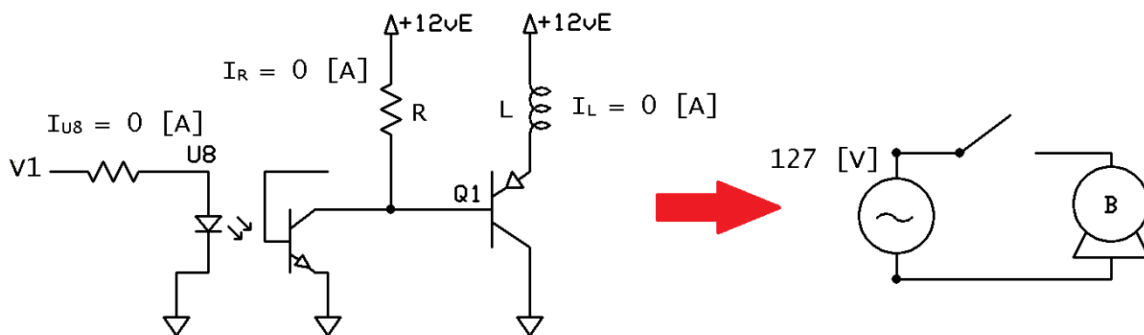 +12vE
+12vE
IR = 0 [A]
R
L
IL = 0 [A]
IU8 = 0 [A]
U8
V1
127 [V]
Q1
B